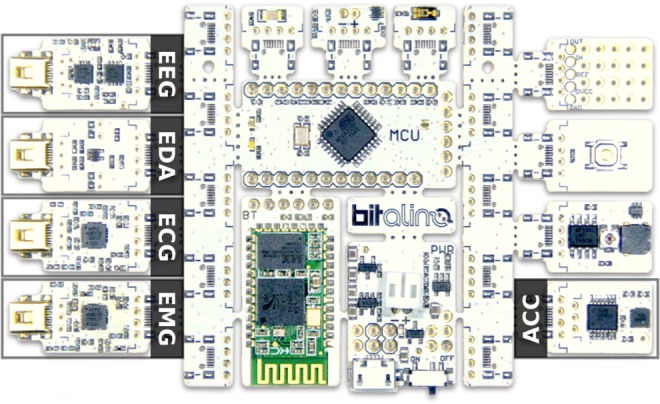 EEG
EDA
ECG
EMG
MCU
BT
bitalino
PWR
ON
OFF
ACC
OUT
IN
REF
DVCC
GND